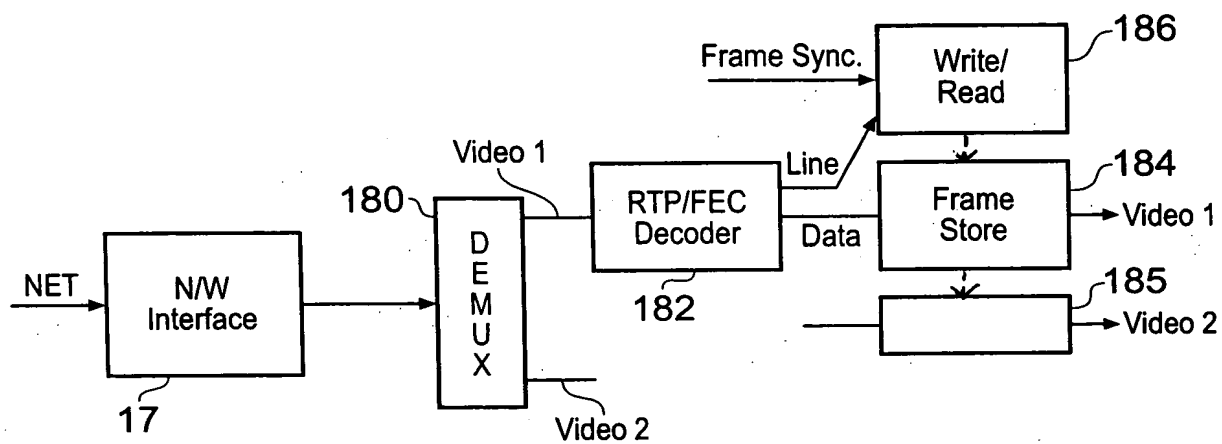 186
Frame Sync.
Write/
Read
Video 1
Line
184
180
RTP/FEC
Decoder
Frame
Store
Video 1
Data
DEMUX
NET
N/W
Interface
182
185
Video 2
17
Video 2